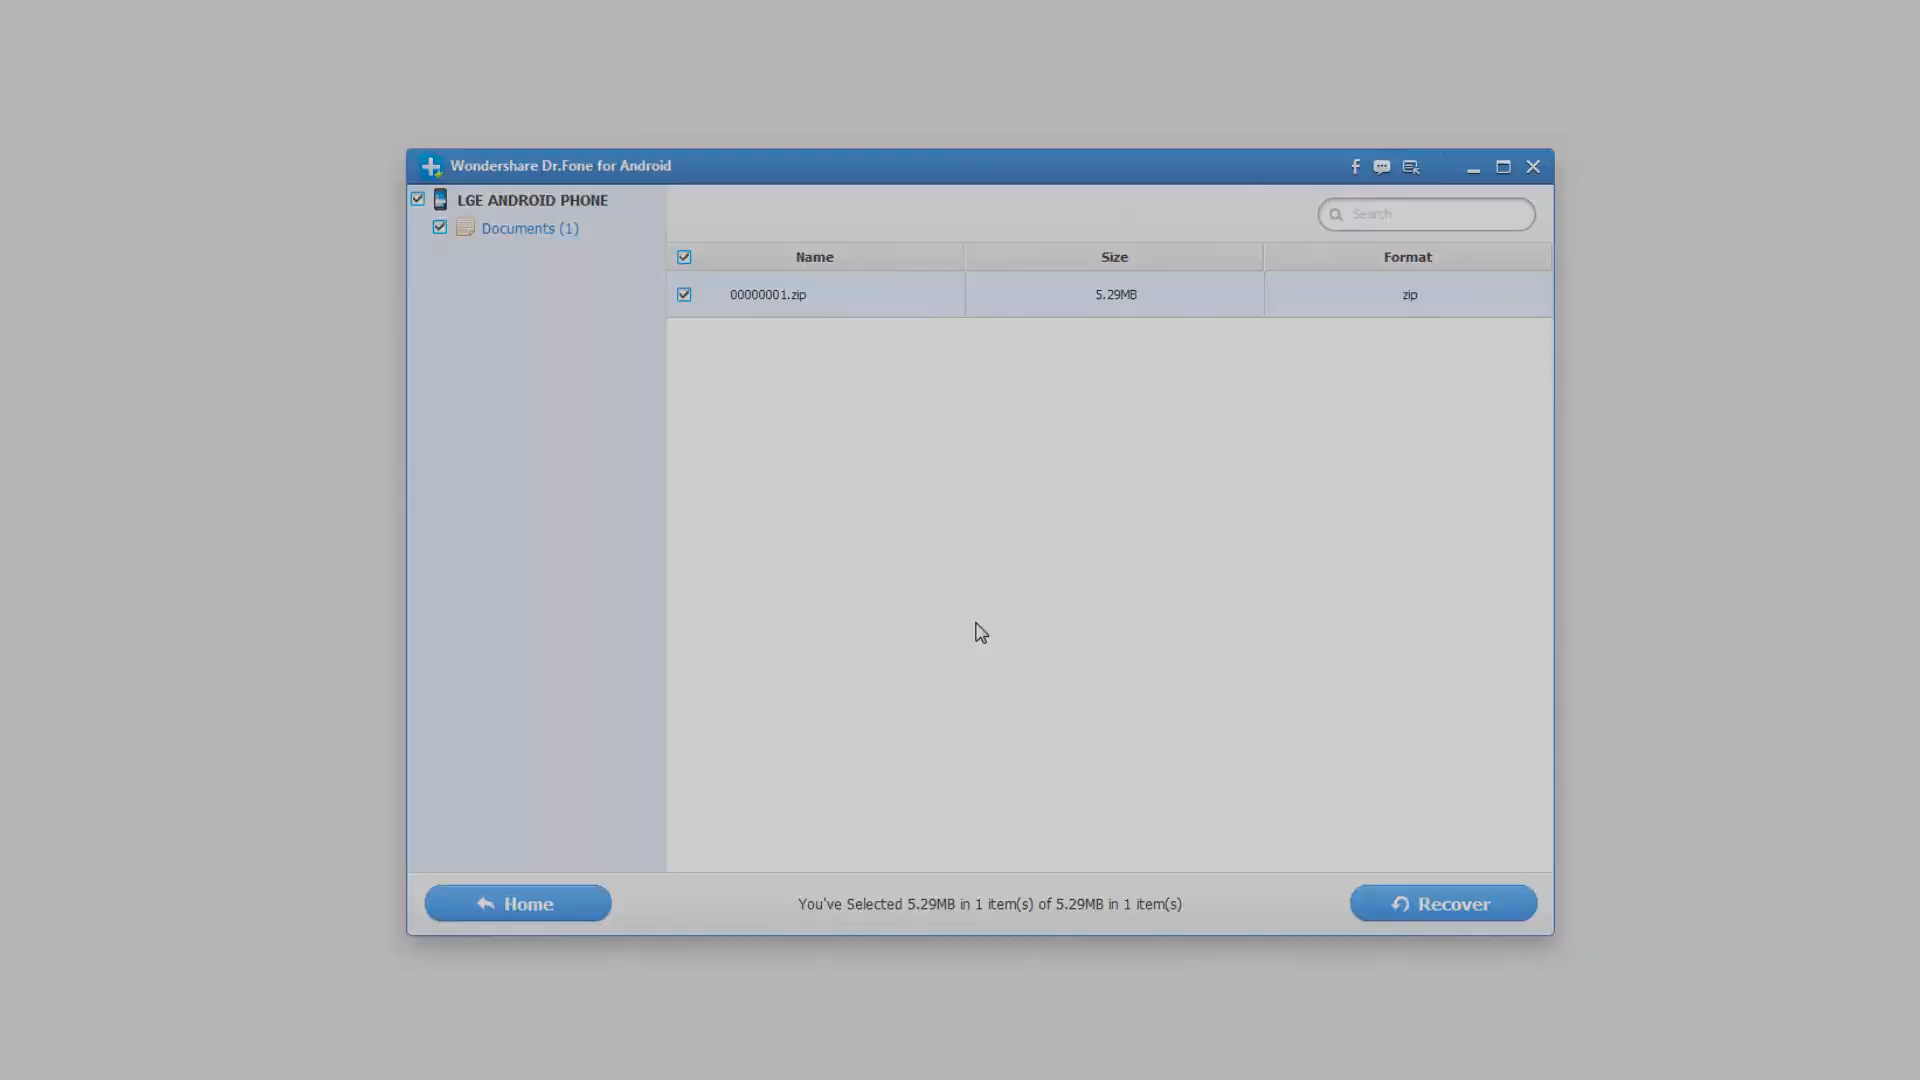 Wondershare Dr.Fone for Android
LGE ANDROID PHONE
Documents (1)
Search
Name Size Format
00000001.zip 5.29MB zip
Home
You've Selected 5.29MB in 1 item(s) of 5.29MB in 1 item(s)
Recover